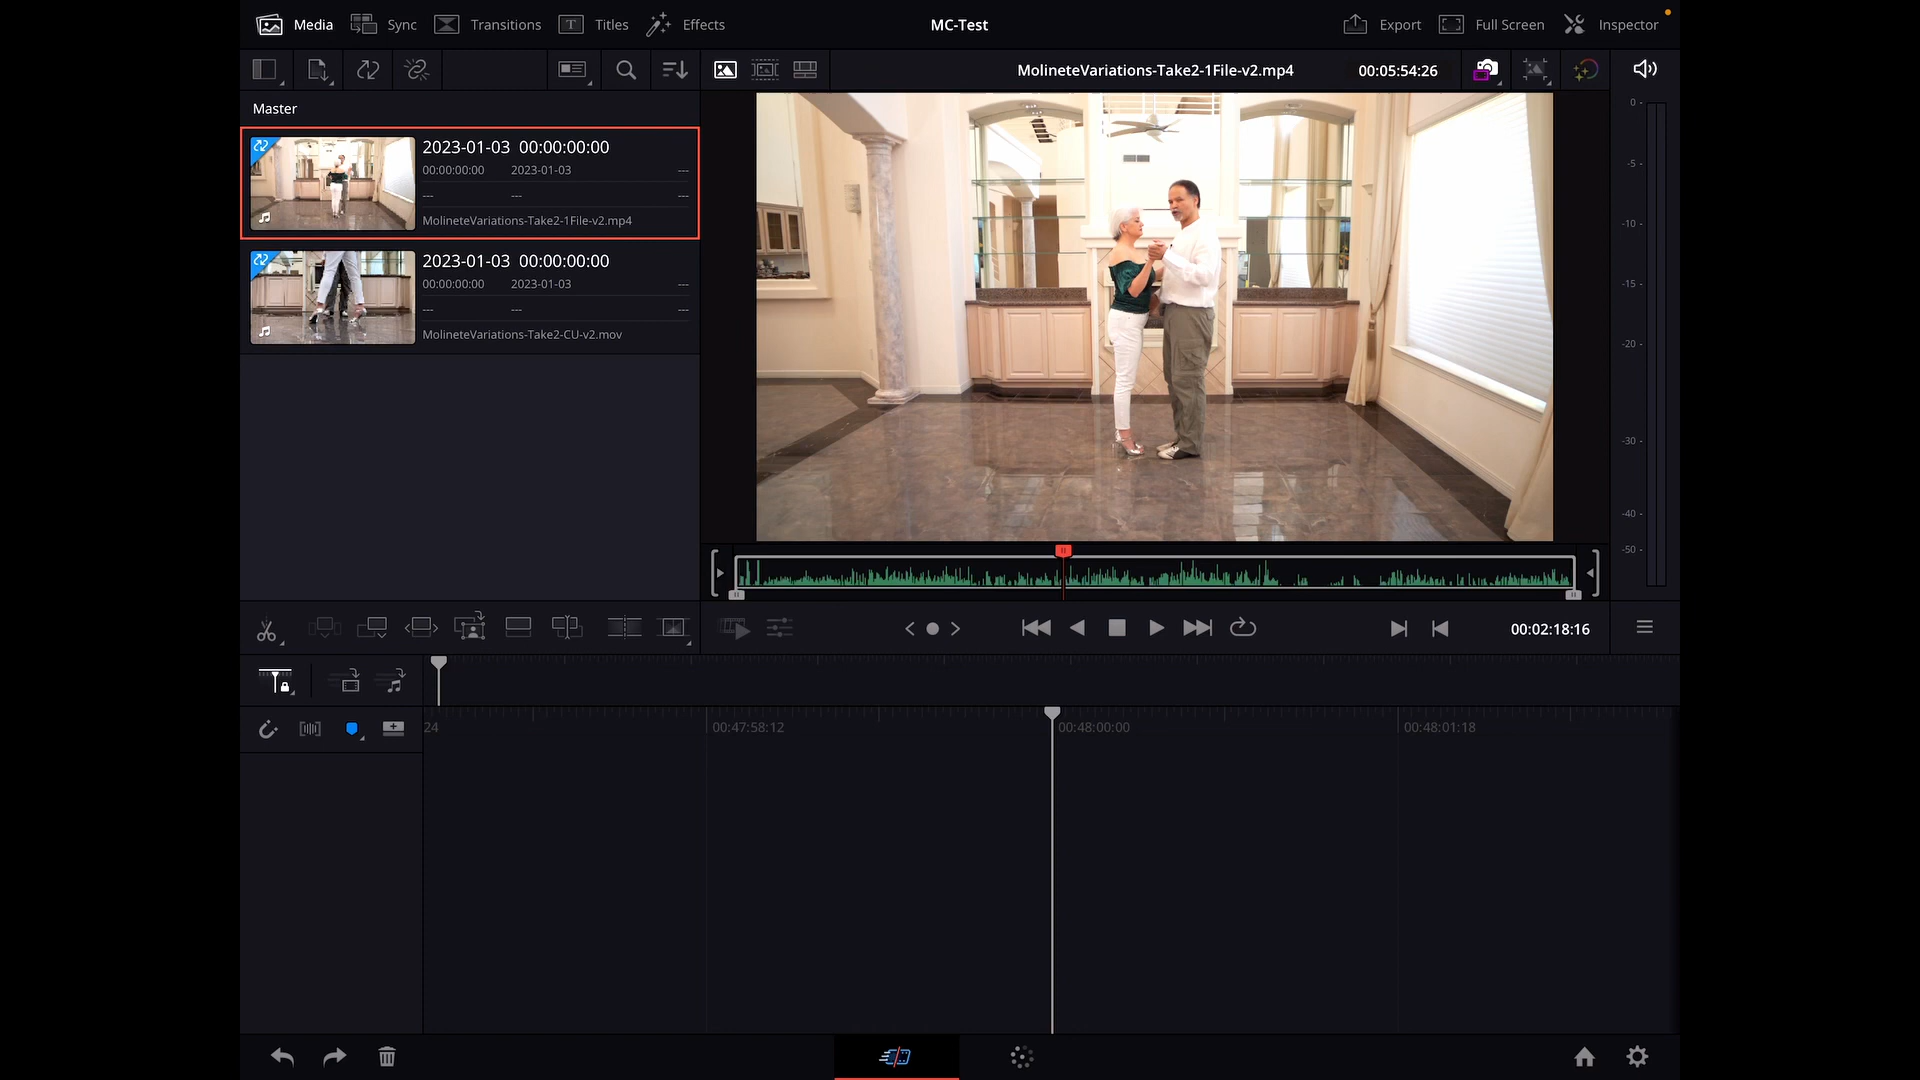 Media
Sync
Transitions
Titles
Effects
MC-Test
Export
Full Screen
Inspector
MolineteVariations-Take2-1File-v2.mp4
00:05:54:26
Master
2023-01-03 00:00:00:00
00:00:00:00 2023-01-03 ---
--- --- ---
MolineteVariations-Take2-1File-v2.mp4
2023-01-03 00:00:00:00
00:00:00:00 2023-01-03 ---
--- --- ---
MolineteVariations-Take2-CU-v2.mov
0 -
-5 -
-10 -
-15 -
-20 -
-30 -
-40 -
-50 -
00:02:18:16
24
00:47:58:12
00:48:00:00
00:48:01:18